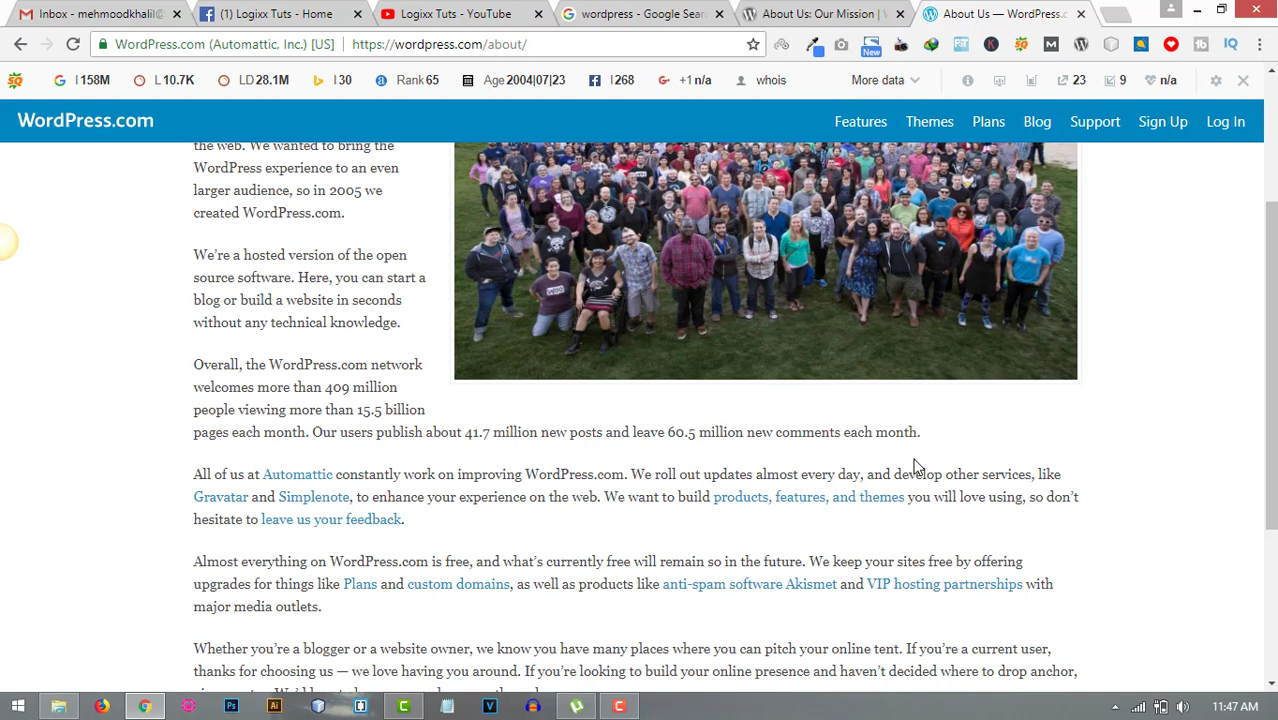 Inbox - mehmoodkhalil@
(1) Logixx Tuts - Home
Logixx Tuts - YouTube
wordpress - Google Sear
About Us: Our Mission | W
About Us — WordPress.c
WordPress.com (Automattic, Inc.) [US]
https://wordpress.com/about/
New
I 158M
L 10.7K
LD 28.1M
I 30
Rank 65
Age 2004|07|23
I 268
+1 n/a
whois
More data
23
9
n/a
WordPress.com
Features
Themes
Plans
Blog
Support
Sign Up
Log In
the web. We wanted to bring the
WordPress experience to an even
larger audience, so in 2005 we
created WordPress.com.
We're a hosted version of the open
source software. Here, you can start a
blog or build a website in seconds
without any technical knowledge.
Overall, the WordPress.com network
welcomes more than 409 million
people viewing more than 15.5 billion
pages each month. Our users publish about 41.7 million new posts and leave 60.5 million new comments each month.
All of us at Automattic constantly work on improving WordPress.com. We roll out updates almost every day, and develop other services, like
Gravatar and Simplenote, to enhance your experience on the web. We want to build products, features, and themes you will love using, so don't
hesitate to leave us your feedback.
Almost everything on WordPress.com is free, and what's currently free will remain so in the future. We keep your sites free by offering
upgrades for things like Plans and custom domains, as well as products like anti-spam software Akismet and VIP hosting partnerships with
major media outlets.
Whether you're a blogger or a website owner, we know you have many places where you can pitch your online tent. If you're a current user,
thanks for choosing us — we love having you around. If you're looking to build your online presence and haven't decided where to drop anchor,
11:47 AM